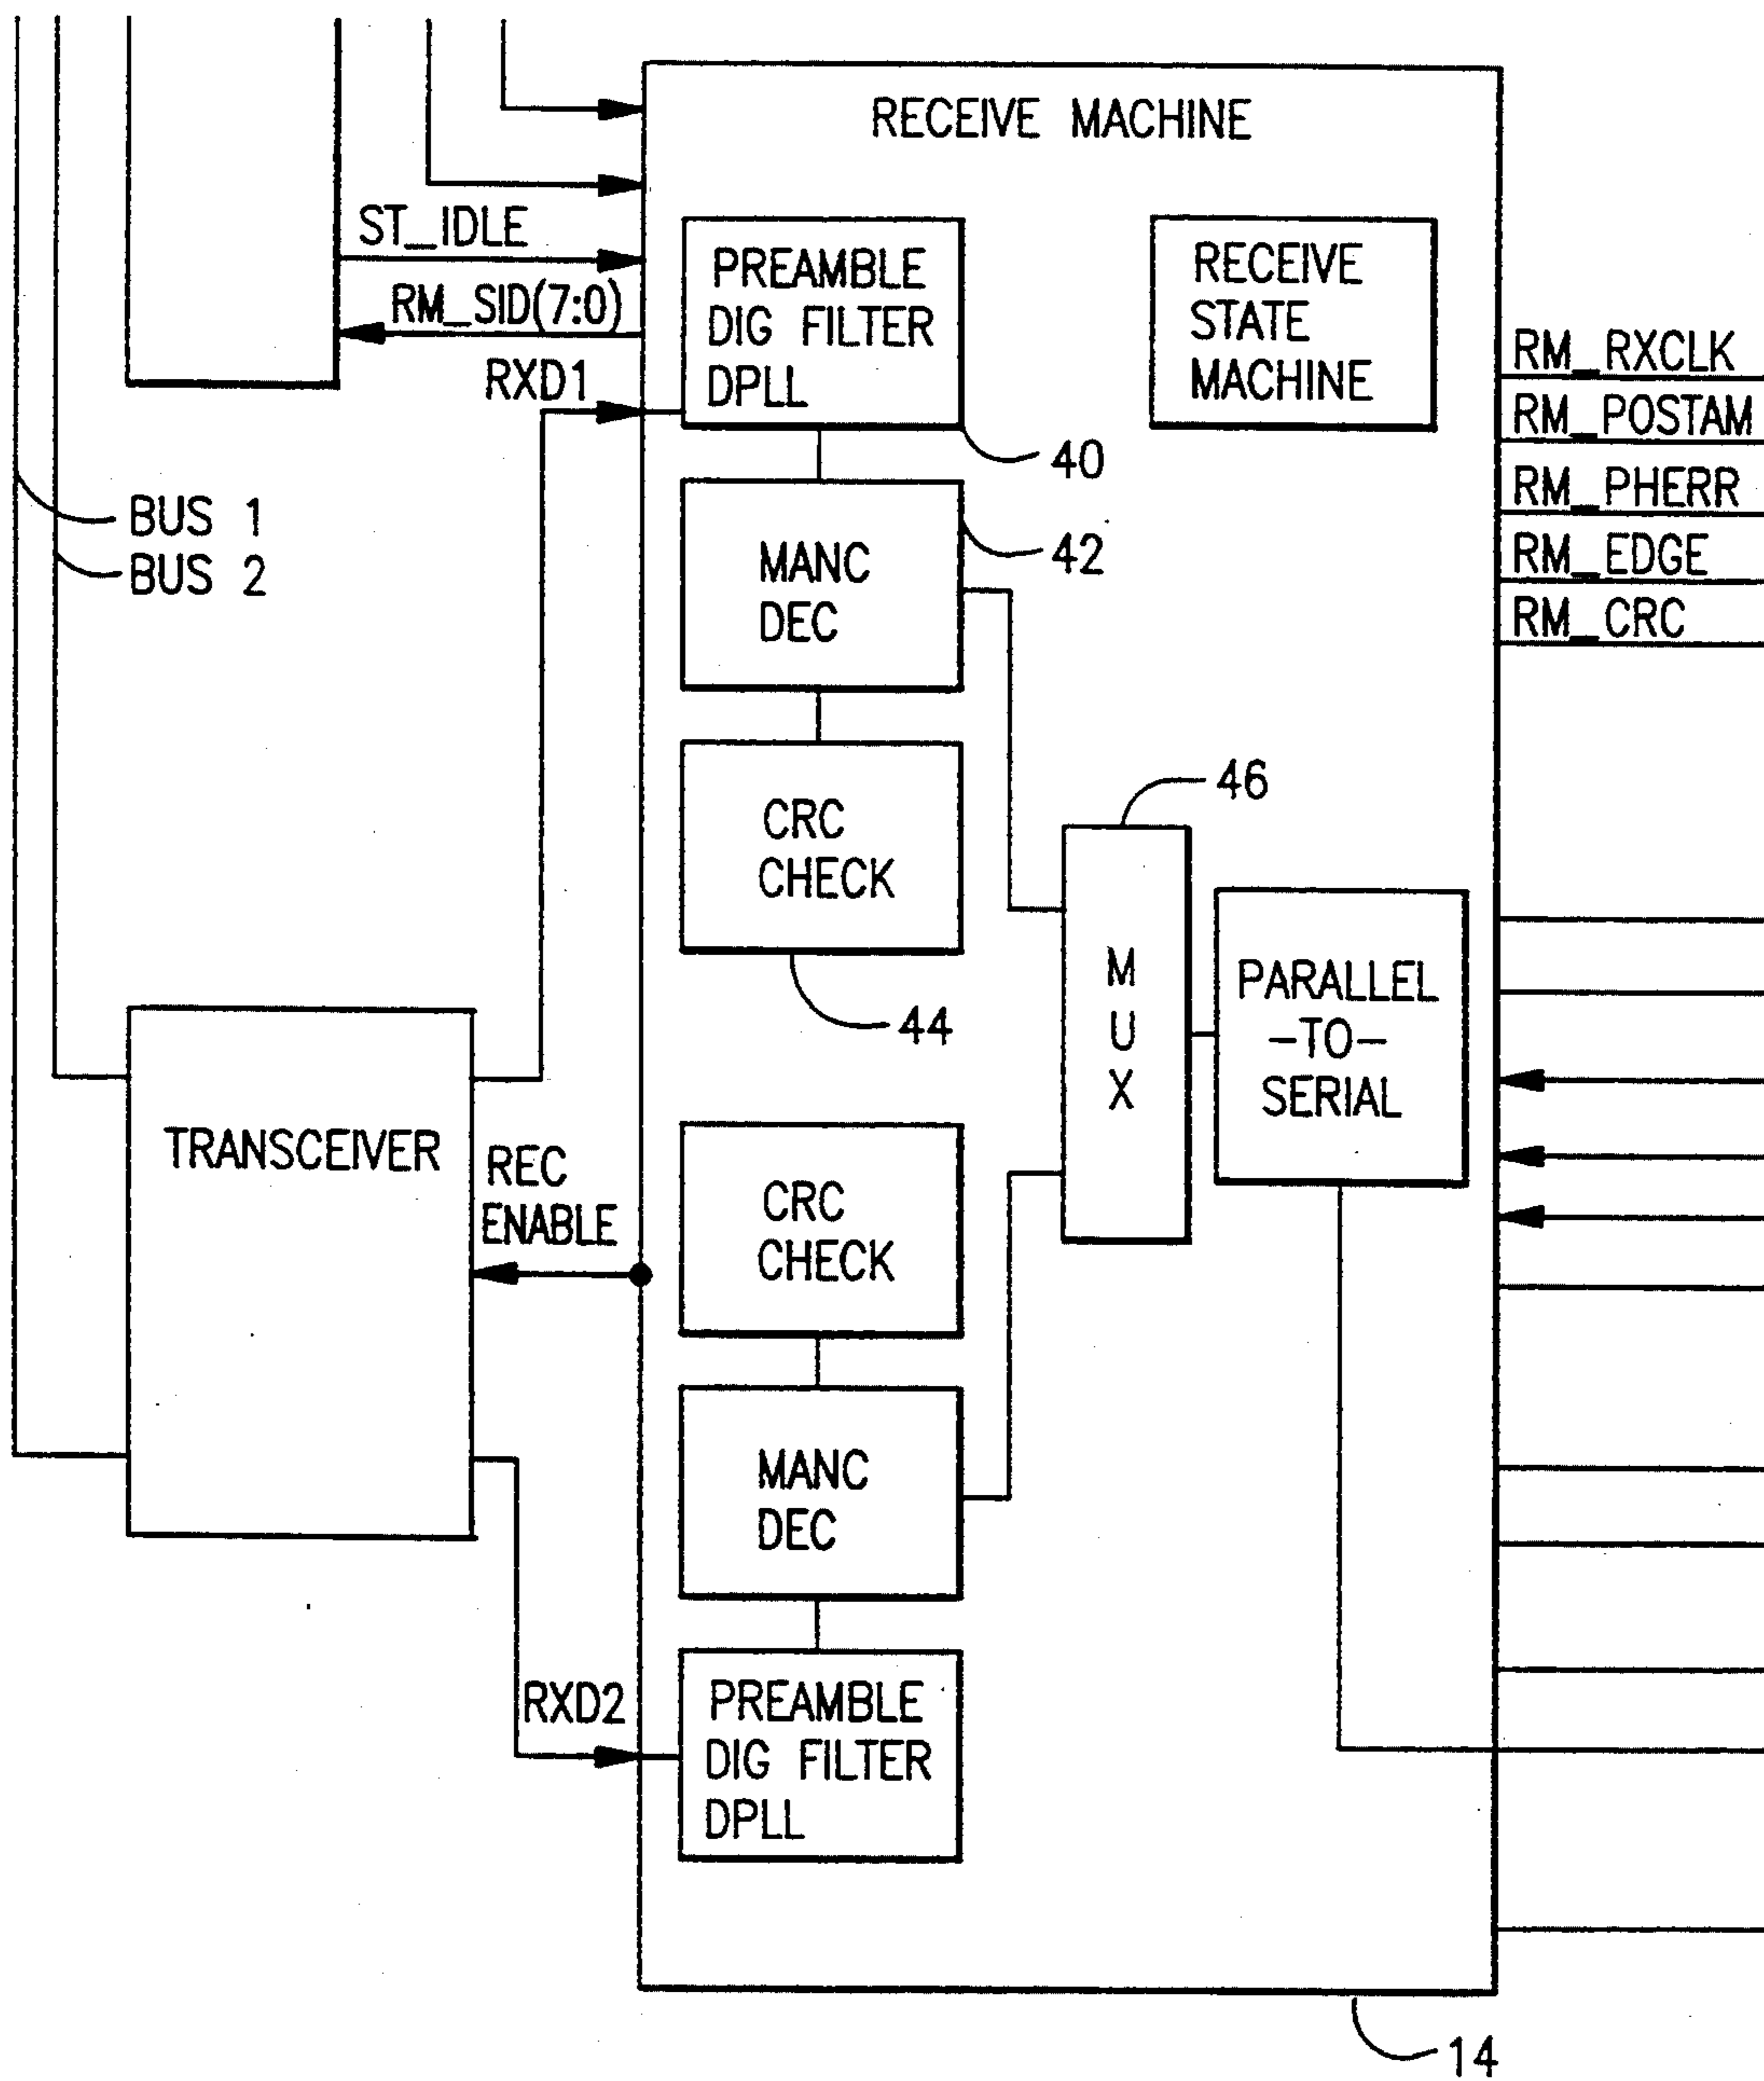 RECEIVE MACHINE
ST_IDLE
RM_SID(7:0)
RXD1
PREAMBLE
DIG FILTER
DPLL
40
RECEIVE
STATE
MACHINE
RM_RXCLK
RM_POSTAM
RM_PHERR
RM_EDGE
RM_CRC
BUS 1
BUS 2
MANC
DEC
42
CRC
CHECK
44
46
M
U
X
PARALLEL
-TO-
SERIAL
TRANSCEIVER
REC
ENABLE
CRC
CHECK
MANC
DEC
RXD2
PREAMBLE
DIG FILTER
DPLL
14